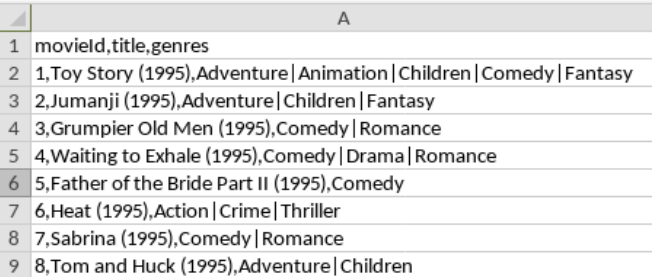 A
1 movieId,title,genres
2 1,Toy Story (1995),Adventure|Animation|Children|Comedy|Fantasy
3 2,Jumanji (1995),Adventure|Children|Fantasy
4 3,Grumpier Old Men (1995),Comedy|Romance
5 4,Waiting to Exhale (1995),Comedy|Drama|Romance
6 5,Father of the Bride Part II (1995),Comedy
7 6,Heat (1995),Action|Crime|Thriller
8 7,Sabrina (1995),Comedy|Romance
9 8,Tom and Huck (1995),Adventure|Children